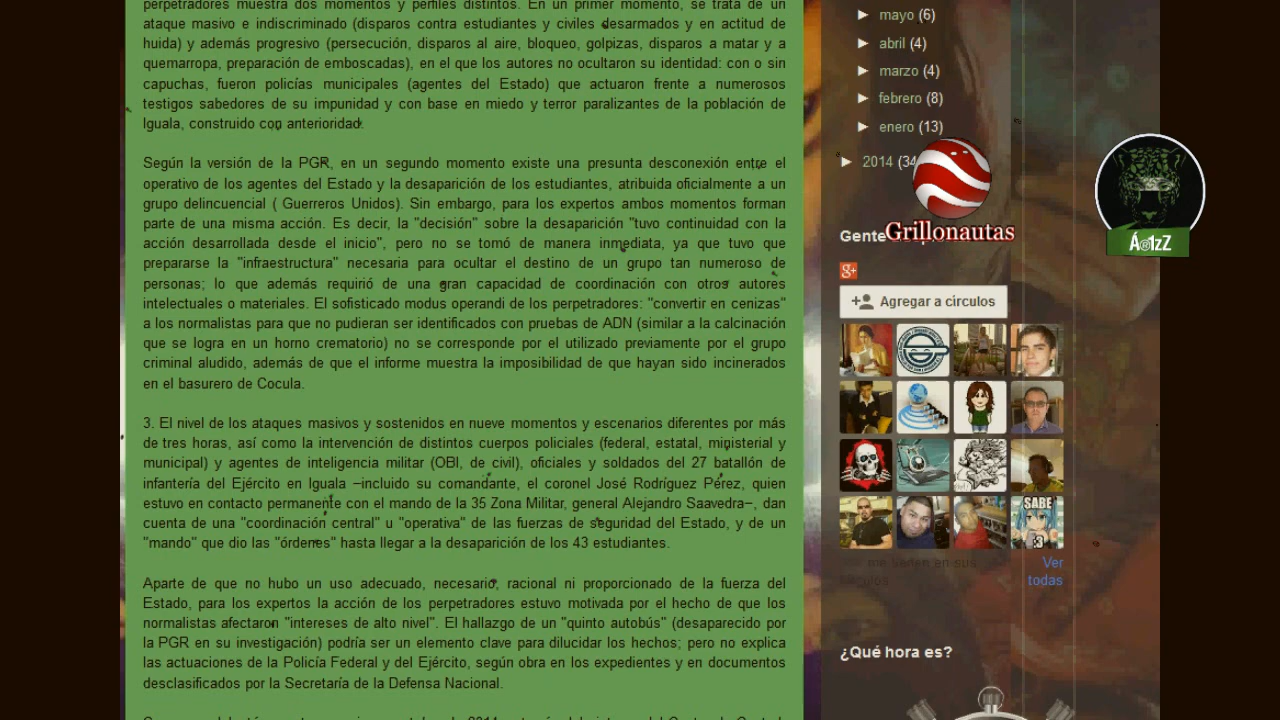 perpetradores muestra dos momentos y perfiles distintos. En un primer momento, se trata de un
ataque masivo e indiscriminado (disparos contra estudiantes y civiles desarmados y en actitud de
huida) y además progresivo (persecución, disparos al aire, bloqueo, golpizas, disparos a matar y a
quemarropa, preparación de emboscadas), en el que los autores no ocultaron su identidad: con o sin
capuchas, fueron policías municipales (agentes del Estado) que actuaron frente a numerosos
testigos sabedores de su impunidad y con base en miedo y terror paralizantes de la población de
Iguala, construido con anterioridad.
Según la versión de la PGR, en un segundo momento existe una presunta desconexión entre el
operativo de los agentes del Estado y la desaparición de los estudiantes, atribuida oficialmente a un
grupo delincuencial ( Guerreros Unidos). Sin embargo, para los expertos ambos momentos forman
parte de una misma acción. Es decir, la "decisión" sobre la desaparición "tuvo continuidad con la
acción desarrollada desde el inicio", pero no se tomó de manera inmediata, ya que tuvo que
prepararse la "infraestructura" necesaria para ocultar el destino de un grupo tan numeroso de
personas; lo que además requirió de una gran capacidad de coordinación con otros autores
intelectuales o materiales. El sofisticado modus operandi de los perpetradores: "convertir en cenizas"
a los normalistas para que no pudieran ser identificados con pruebas de ADN (similar a la calcinación
que se logra en un horno crematorio) no se corresponde por el utilizado previamente por el grupo
criminal aludido, además de que el informe muestra la imposibilidad de que hayan sido incinerados
en el basurero de Cocula.
3. El nivel de los ataques masivos y sostenidos en nueve momentos y escenarios diferentes por más
de tres horas, así como la intervención de distintos cuerpos policiales (federal, estatal, ministerial y
municipal) y agentes de inteligencia militar (OBI, de civil), oficiales y soldados del 27 batallón de
infantería del Ejército en Iguala –incluido su comandante, el coronel José Rodríguez Pérez, quien
estuvo en contacto permanente con el mando de la 35 Zona Militar, general Alejandro Saavedra–, dan
cuenta de una "coordinación central" u "operativa" de las fuerzas de seguridad del Estado, y de un
"mando" que dio las "órdenes" hasta llegar a la desaparición de los 43 estudiantes.
Aparte de que no hubo un uso adecuado, necesario, racional ni proporcionado de la fuerza del
Estado, para los expertos la acción de los perpetradores estuvo motivada por el hecho de que los
normalistas afectaron "intereses de alto nivel". El hallazgo de un "quinto autobús" (desaparecido por
la PGR en su investigación) podría ser un elemento clave para dilucidar los hechos; pero no explica
las actuaciones de la Policía Federal y del Ejército, según obra en los expedientes y en documentos
desclasificados por la Secretaría de la Defensa Nacional.
► mayo (6)
► abril (4)
► marzo (4)
► febrero (8)
► enero (13)
► 2014 (34
Gente
Grillonautas
Á®1zZ
g+
Agregar a círculos
SABE
:3
me tienen en sus
círculos
Ver
todas
¿Qué hora es?